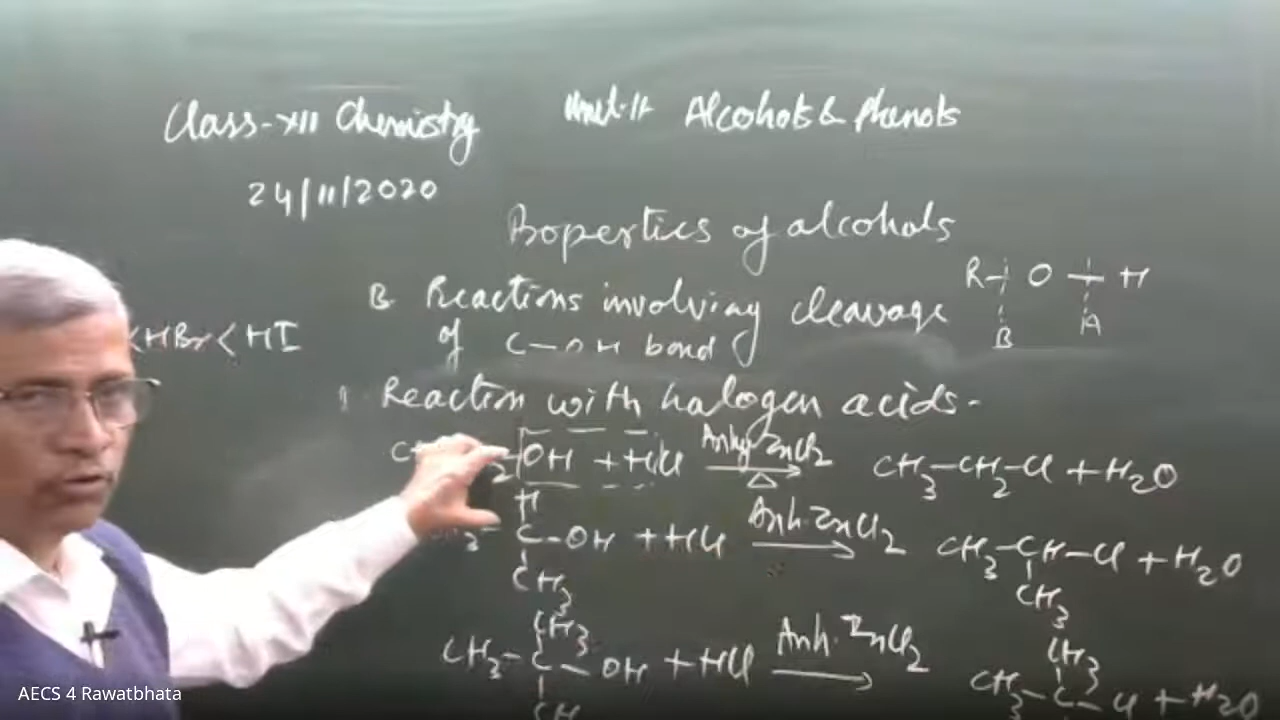 Class-XII Chemistry Unit-11 Alcohols & Phenols
24/11/2020
Properties of alcohols
R-¦- O -¦- H
B A
B. Reactions involving cleavage
of C-OH bond
<HBr< HI
1 Reaction with halogen acids-
OH + HCl Anhy ZnCl2 △ CH3-CH2-Cl + H2O
H
C-OH + HCl Anh. ZnCl2 CH3-CH-Cl + H2O
CH3 CH3
CH3 CH3
CH3-C-OH + HCl Anh. ZnCl2 CH3-C-Cl + H2O
CH
AECS 4 Rawatbhata